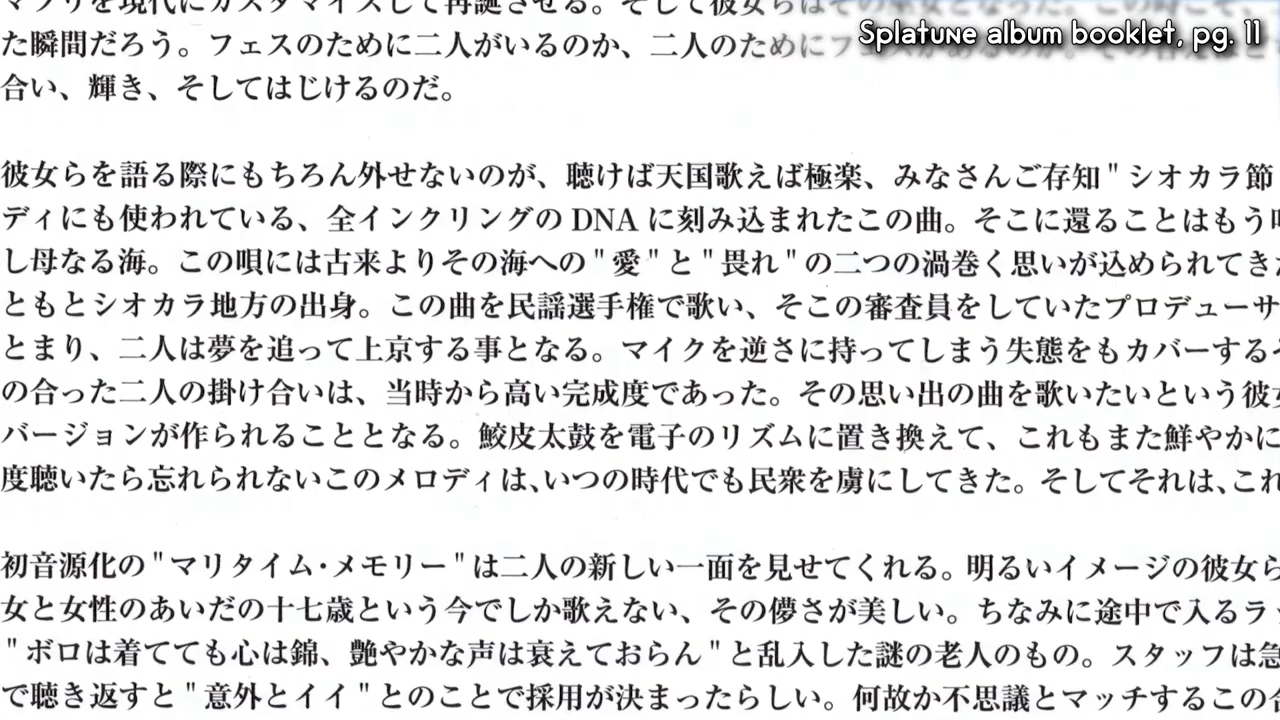 マツリを現代にカスタマイズして再誕させる。そして彼女らはその巫女となった。この時こそ、
Splatune album booklet, pg. 11
た瞬間だろう。フェスのために二人がいるのか、二人のためにフ
合い、輝き、そしてはじけるのだ。
彼女らを語る際にもちろん外せないのが、聴けば天国歌えば極楽、みなさんご存知"シオカラ節
ディにも使われている、全インクリングの DNA に刻み込まれたこの曲。そこに還ることはもう
し母なる海。この唄には古来よりその海への"愛"と"畏れ"の二つの渦巻く思いが込められてきた
ともとシオカラ地方の出身。この曲を民謡選手権で歌い、そこの審査員をしていたプロデューサ
とまり、二人は夢を追って上京する事となる。マイクを逆さに持ってしまう失態をもカバーする
の合った二人の掛け合いは、当時から高い完成度であった。その思い出の曲を歌いたいという彼女
バージョンが作られることとなる。鮫皮太鼓を電子のリズムに置き換えて、これもまた鮮やかに
度聴いたら忘れられないこのメロディは、いつの時代でも民衆を虜にしてきた。そしてそれは、これ
初音源化の"マリタイム・メモリー"は二人の新しい一面を見せてくれる。明るいイメージの彼女ら
女と女性のあいだの十七歳という今でしか歌えない、その儚さが美しい。ちなみに途中で入るラ
"ボロは着てても心は錦、艶やかな声は衰えておらん"と乱入した謎の老人のもの。スタッフは急
で聴き返すと"意外とイイ"とのことで採用が決まったらしい。何故か不思議とマッチするこの合